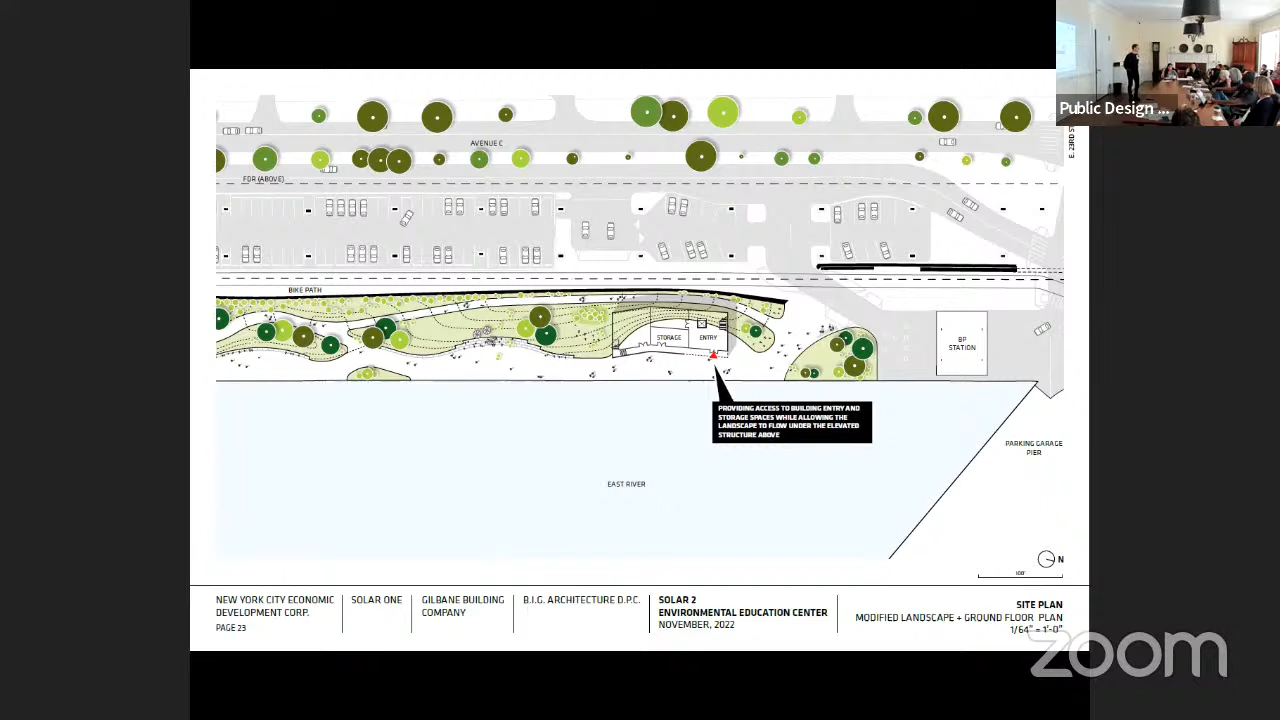 Public Design ...
E. 23RD S
AVENUE C
FDR (ABOVE)
BIKE PATH
STORAGE
ENTRY
BP
STATION
PROVIDING ACCESS TO BUILDING ENTRY AND
STORAGE SPACES WHILE ALLOWING THE
LANDSCAPE TO FLOW UNDER THE ELEVATED
STRUCTURE ABOVE
PARKING GARAGE
PIER
EAST RIVER
N
100'
NEW YORK CITY ECONOMIC
DEVELOPMENT CORP.
PAGE 23
SOLAR ONE
GILBANE BUILDING
COMPANY
B.I.G. ARCHITECTURE D.P.C.
SOLAR 2
ENVIRONMENTAL EDUCATION CENTER
NOVEMBER, 2022
SITE PLAN
MODIFIED LANDSCAPE + GROUND FLOOR PLAN
1/64" = 1'-0"
zoom